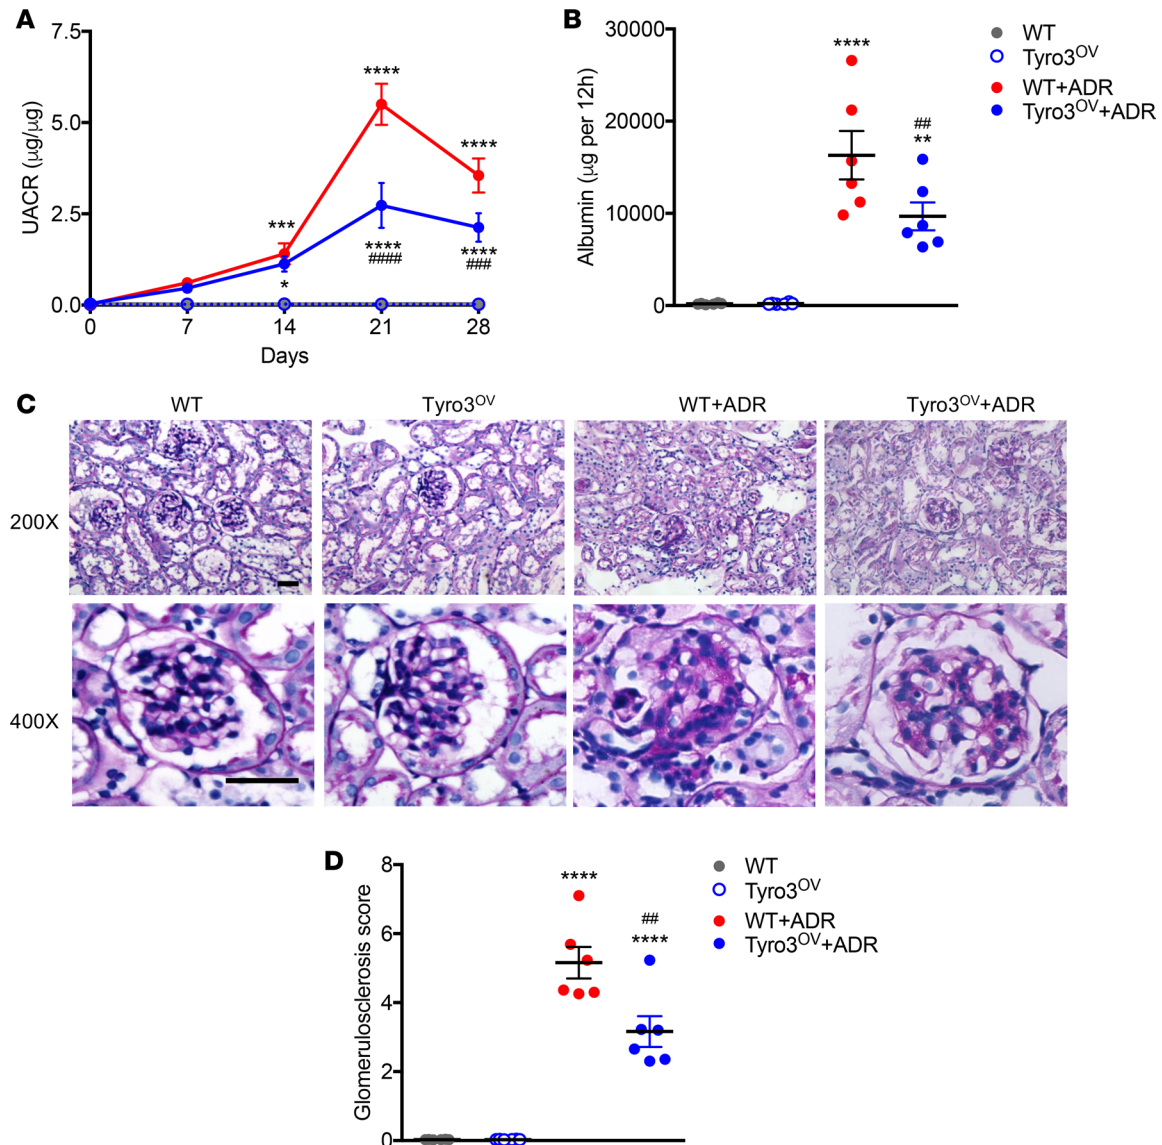 A
7.5
5.0
2.5
0.0
UACR (µg/µg)
***
*
****
****
####
****
****
###
0 7 14 21 28
Days
B
30000
20000
10000
0
Albumin (µg per 12h)
****
##
**
WT
Tyro3OV
WT+ADR
Tyro3OV+ADR
C
WT Tyro3OV WT+ADR Tyro3OV+ADR
200X
400X
D
8
6
4
2
0
Glomerulosclerosis score
****
##
****
WT
Tyro3OV
WT+ADR
Tyro3OV+ADR